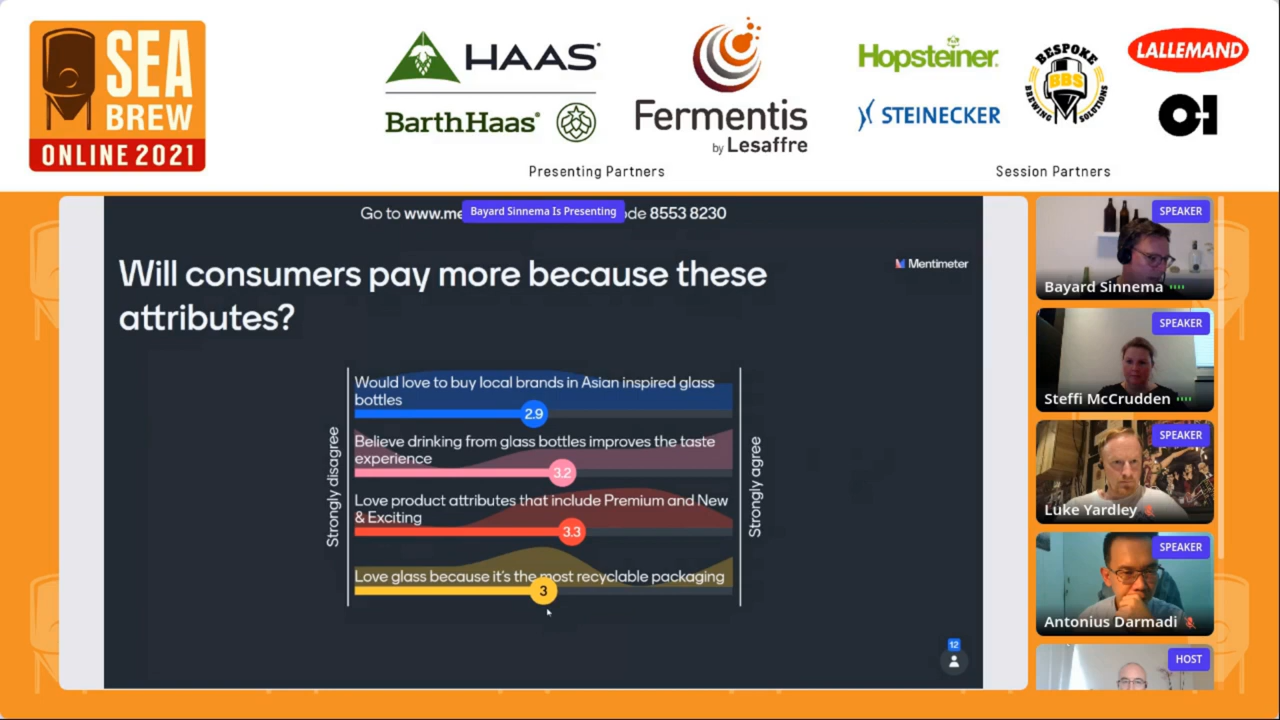 SEA
BREW
ONLINE 2021
HAAS
BarthHaas
Fermentis
by Lesaffre
Hopsteiner
STEINECKER
BESPOKE
BBS
BREWING SOLUTIONS
LALLEMAND
O-I
Presenting Partners
Session Partners
Go to www.me
Bayard Sinnema Is Presenting
de 8553 8230
Mentimeter
Will consumers pay more because these
attributes?
Strongly disagree
Would love to buy local brands in Asian inspired glass
bottles
2.9
Believe drinking from glass bottles improves the taste
experience
3.2
Love product attributes that include Premium and New
& Exciting
3.3
Love glass because it's the most recyclable packaging
3
Strongly agree
12
SPEAKER
Bayard Sinnema
SPEAKER
Steffi McCrudden
SPEAKER
Luke Yardley
SPEAKER
Antonius Darmadi
HOST